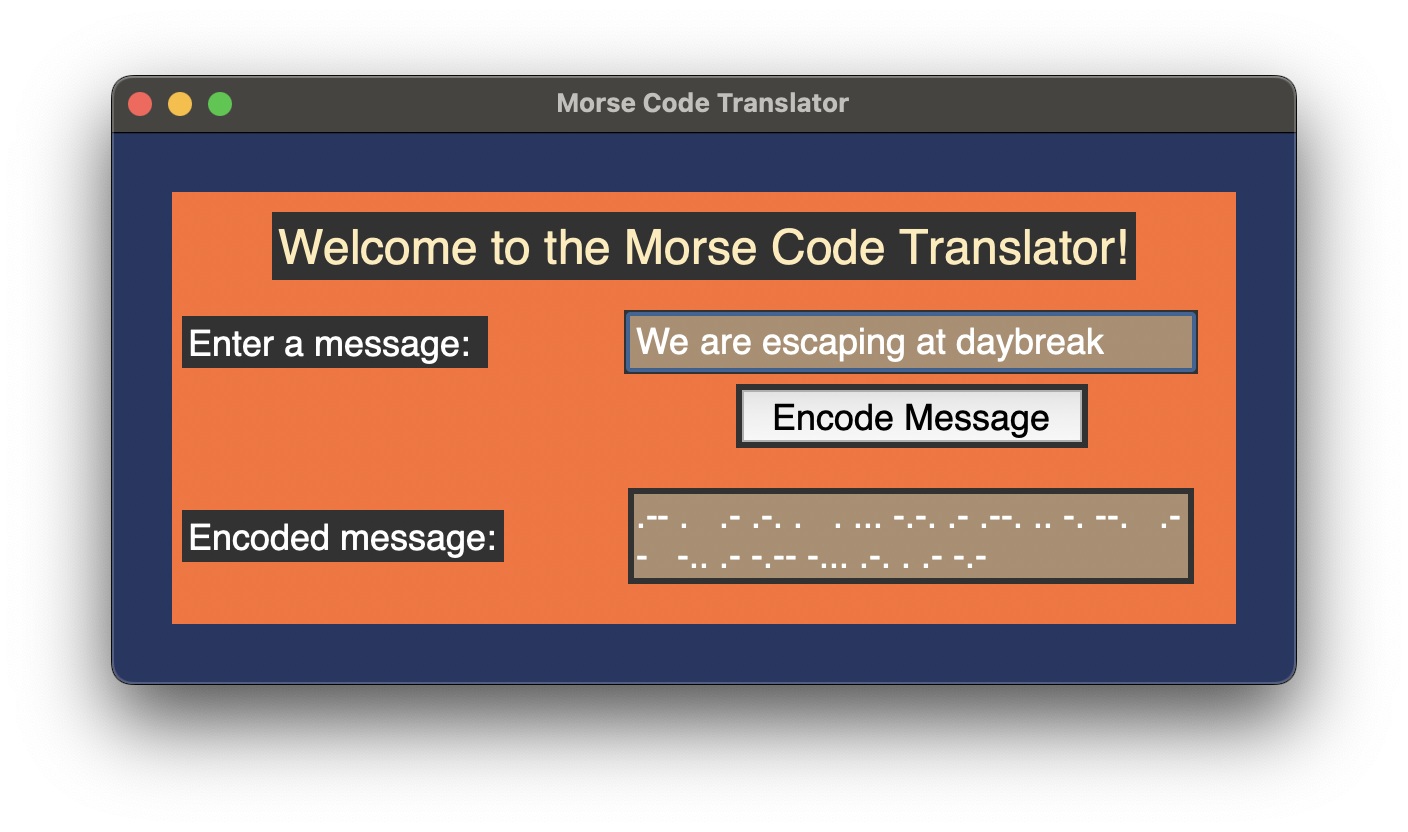 Morse Code Translator
Welcome to the Morse Code Translator!
Enter a message:
We are escaping at daybreak
Encode Message
Encoded message:
.-- .   .- .-. .   . ... -.-. .- .--. .. -. --.   .-
-   -.. .- -.-- -... .-. . .- -.-